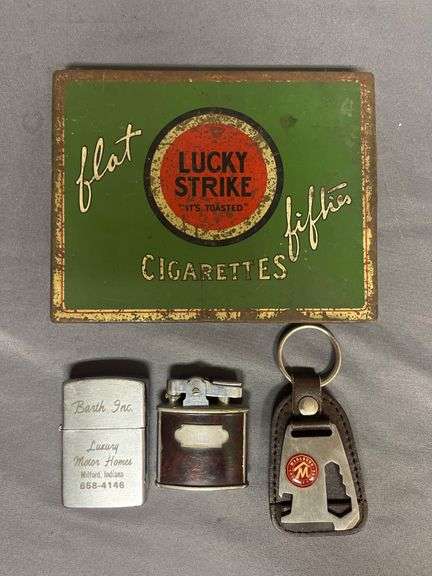 flat
LUCKY
STRIKE
"IT'S TOASTED"
fifties
CIGARETTES
Barth Inc.
Luxury
Motor Homes
Milford, Indiana
658-4146